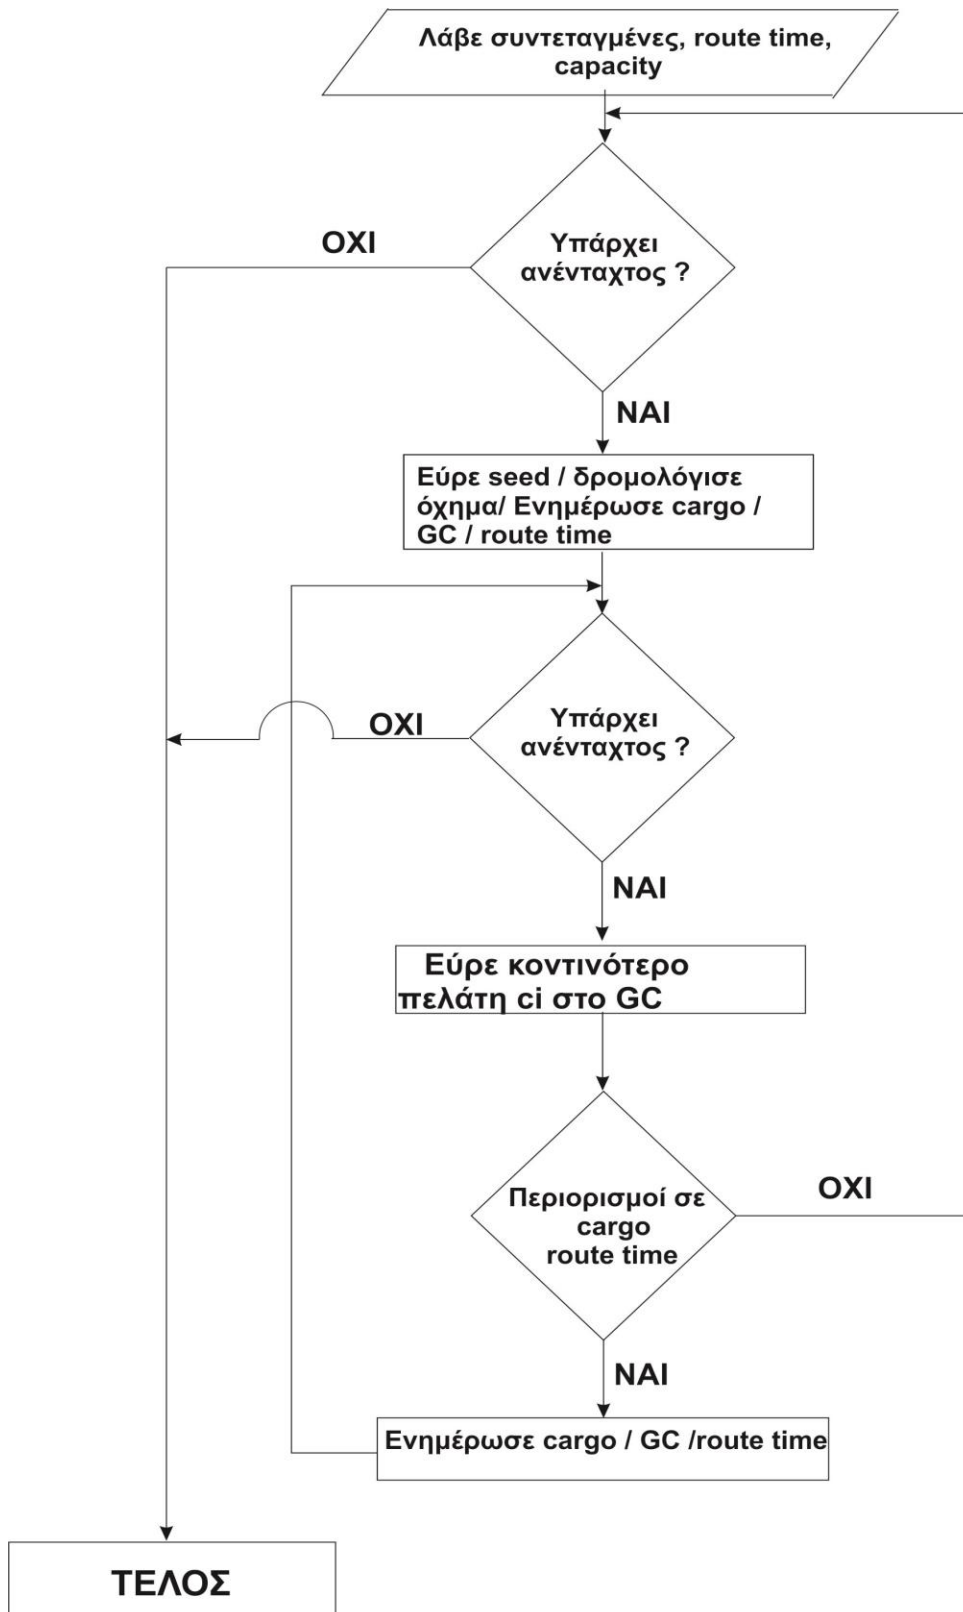 Λάβε συντεταγμένες, route time,
capacity
ΟΧΙ
Υπάρχει
ανένταχτος ?
ΝΑΙ
Εύρε seed / δρομολόγισε
όχημα/ Ενημέρωσε cargo /
GC / route time
ΟΧΙ
Υπάρχει
ανένταχτος ?
ΝΑΙ
Εύρε κοντινότερο
πελάτη ci στο GC
Περιορισμοί σε
cargo
route time
ΟΧΙ
ΝΑΙ
Ενημέρωσε cargo / GC /route time
ΤΕΛΟΣ